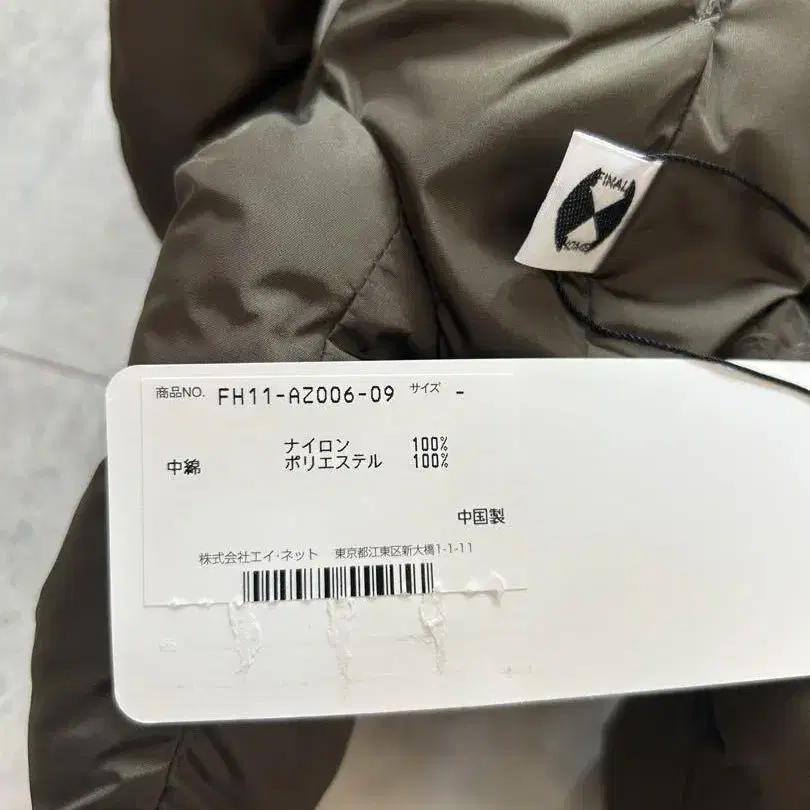 FINAL
HOME
商品NO. FH11-AZ006-09 サイズ -
ナイロン 100%
中綿 ポリエステル 100%
中国製
株式会社エイ・ネット 東京都江東区新大橋1-1-11